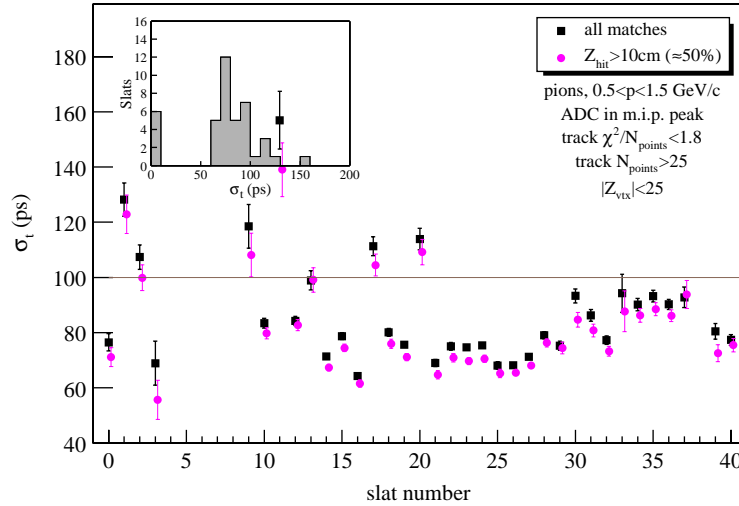 all matches
Z_hit>10cm (≈50%)
pions, 0.5<p<1.5 GeV/c
ADC in m.i.p. peak
track χ²/N_points<1.8
track N_points>25
|Z_vtx|<25
Slats
16
14
12
10
8
6
4
2
0
0 50 100 150 200
σ_t (ps)
σ_t (ps)
180
160
140
120
100
80
60
40
0 5 10 15 20 25 30 35 40
slat number